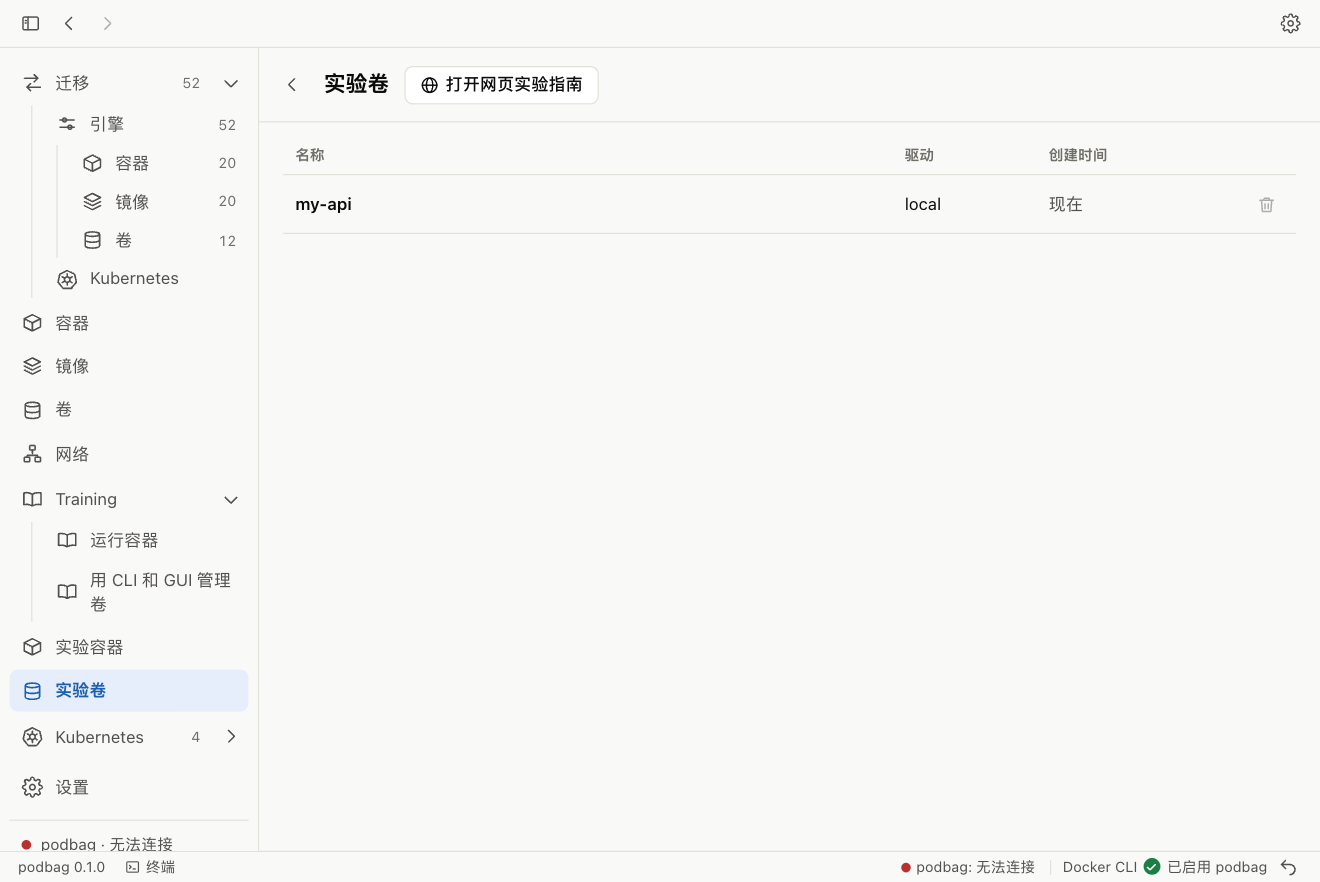 迁移 52
引擎 52
容器 20
镜像 20
卷 12
Kubernetes
容器
镜像
卷
网络
Training
运行容器
用 CLI 和 GUI 管理
卷
实验容器
实验卷
Kubernetes 4
设置
podbag · 无法连接
实验卷 打开网页实验指南
名称 驱动 创建时间
my-api local 现在
podbag 0.1.0 终端 podbag: 无法连接 Docker CLI 已启用 podbag